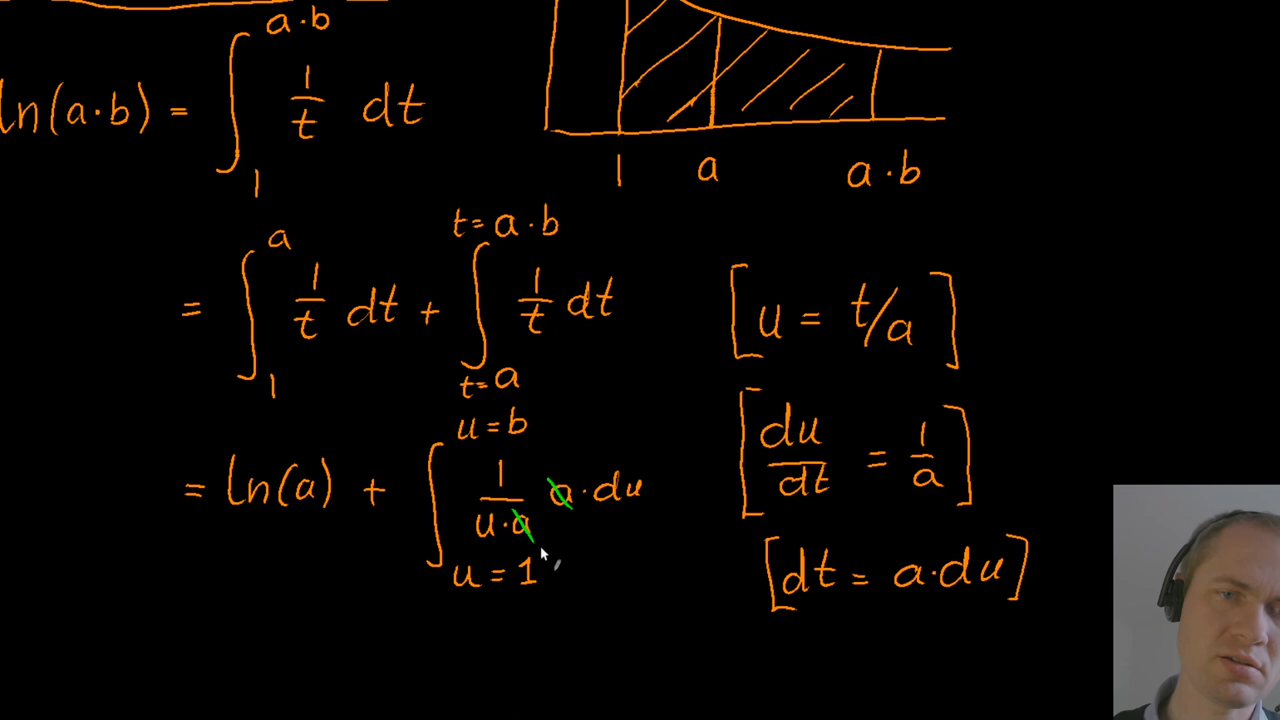 ln(a·b) = ∫₁^{a·b} 1/t dt
1 a a·b
= ∫₁^{a} 1/t dt + ∫_{t=a}^{t=a·b} 1/t dt [u = t/a]
= ln(a) + ∫_{u=1}^{u=b} 1/(u·a) a·du [du/dt = 1/a]
[dt = a·du]